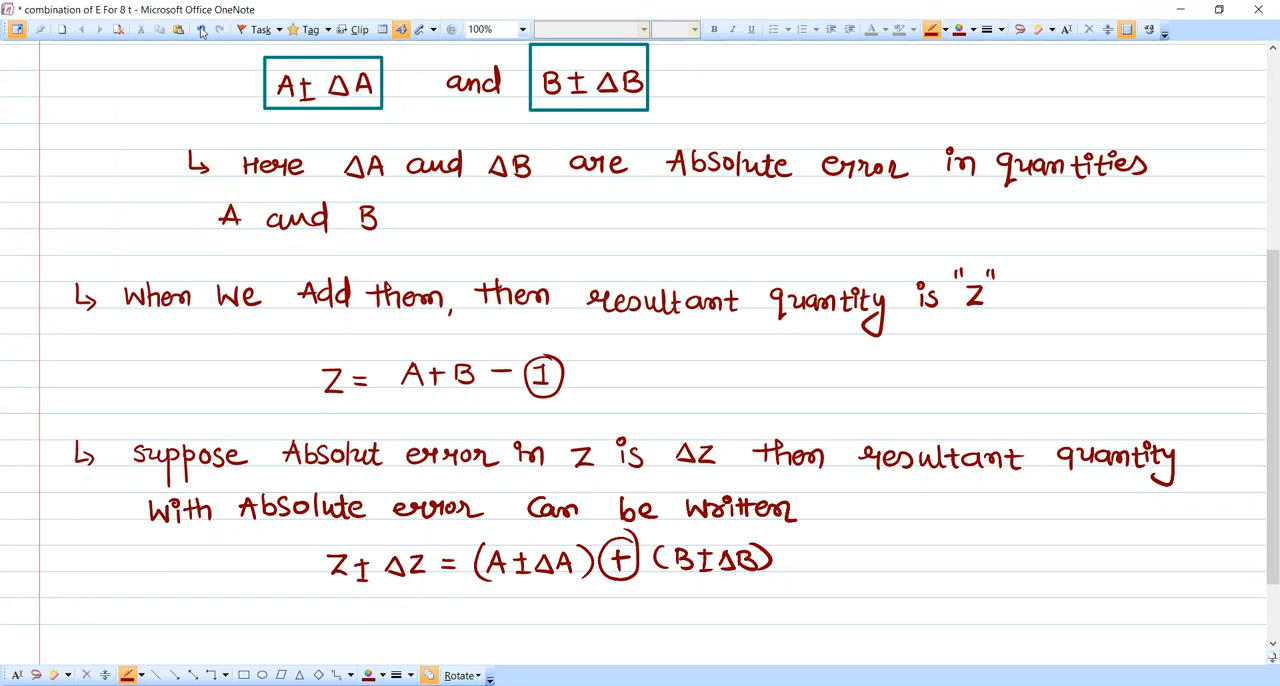 * combination of E For 8 t - Microsoft Office OneNote
Task Tag Clip 100% B I U
A ± ΔA and B ± ΔB
↳ Here ΔA and ΔB are Absolute error in quantities
A and B
↳ When We Add them, then resultant quantity is "Z"
Z = A+B — 1
↳ suppose Absolut error in Z is ΔZ then resultant quantity
With Absolute error Can be written
Z ± ΔZ = (A ± ΔA) + (B ± ΔB)
Rotate